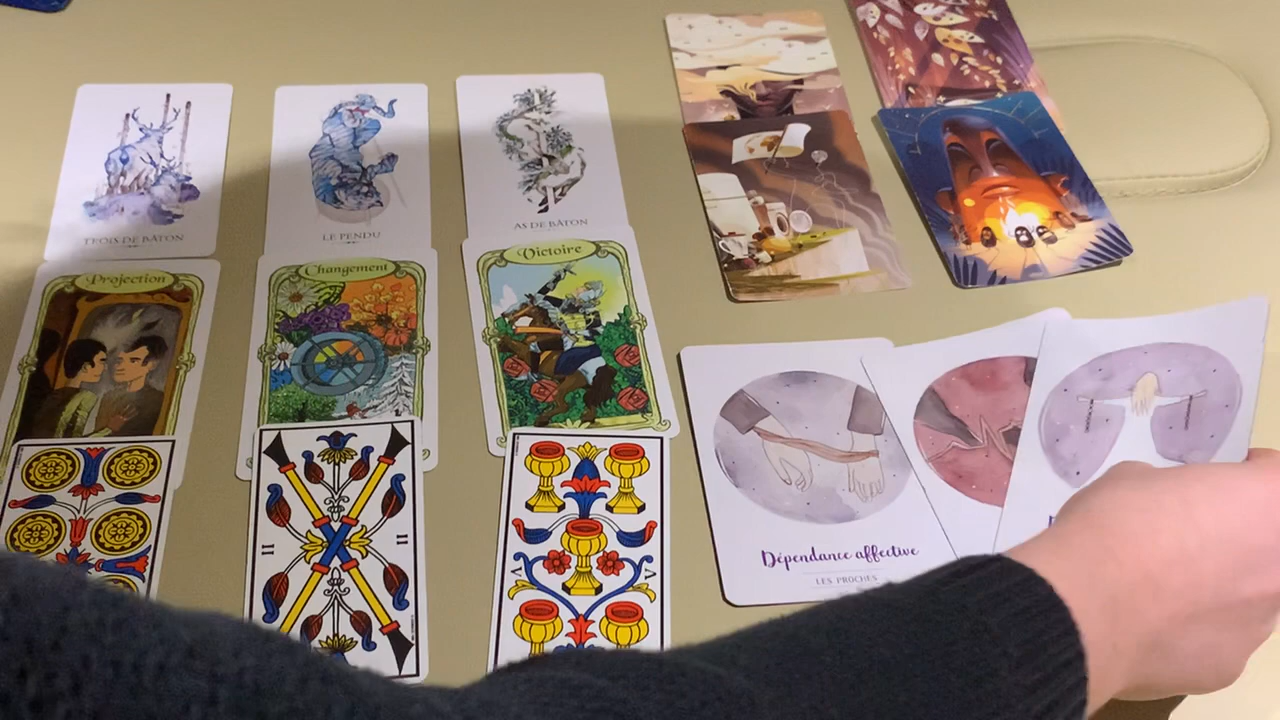 TROIS DE BÂTON
LE PENDU
AS DE BÂTON
Projection
Changement
Victoire
II
II
V
V
Dépendance affective
LES PROCHES